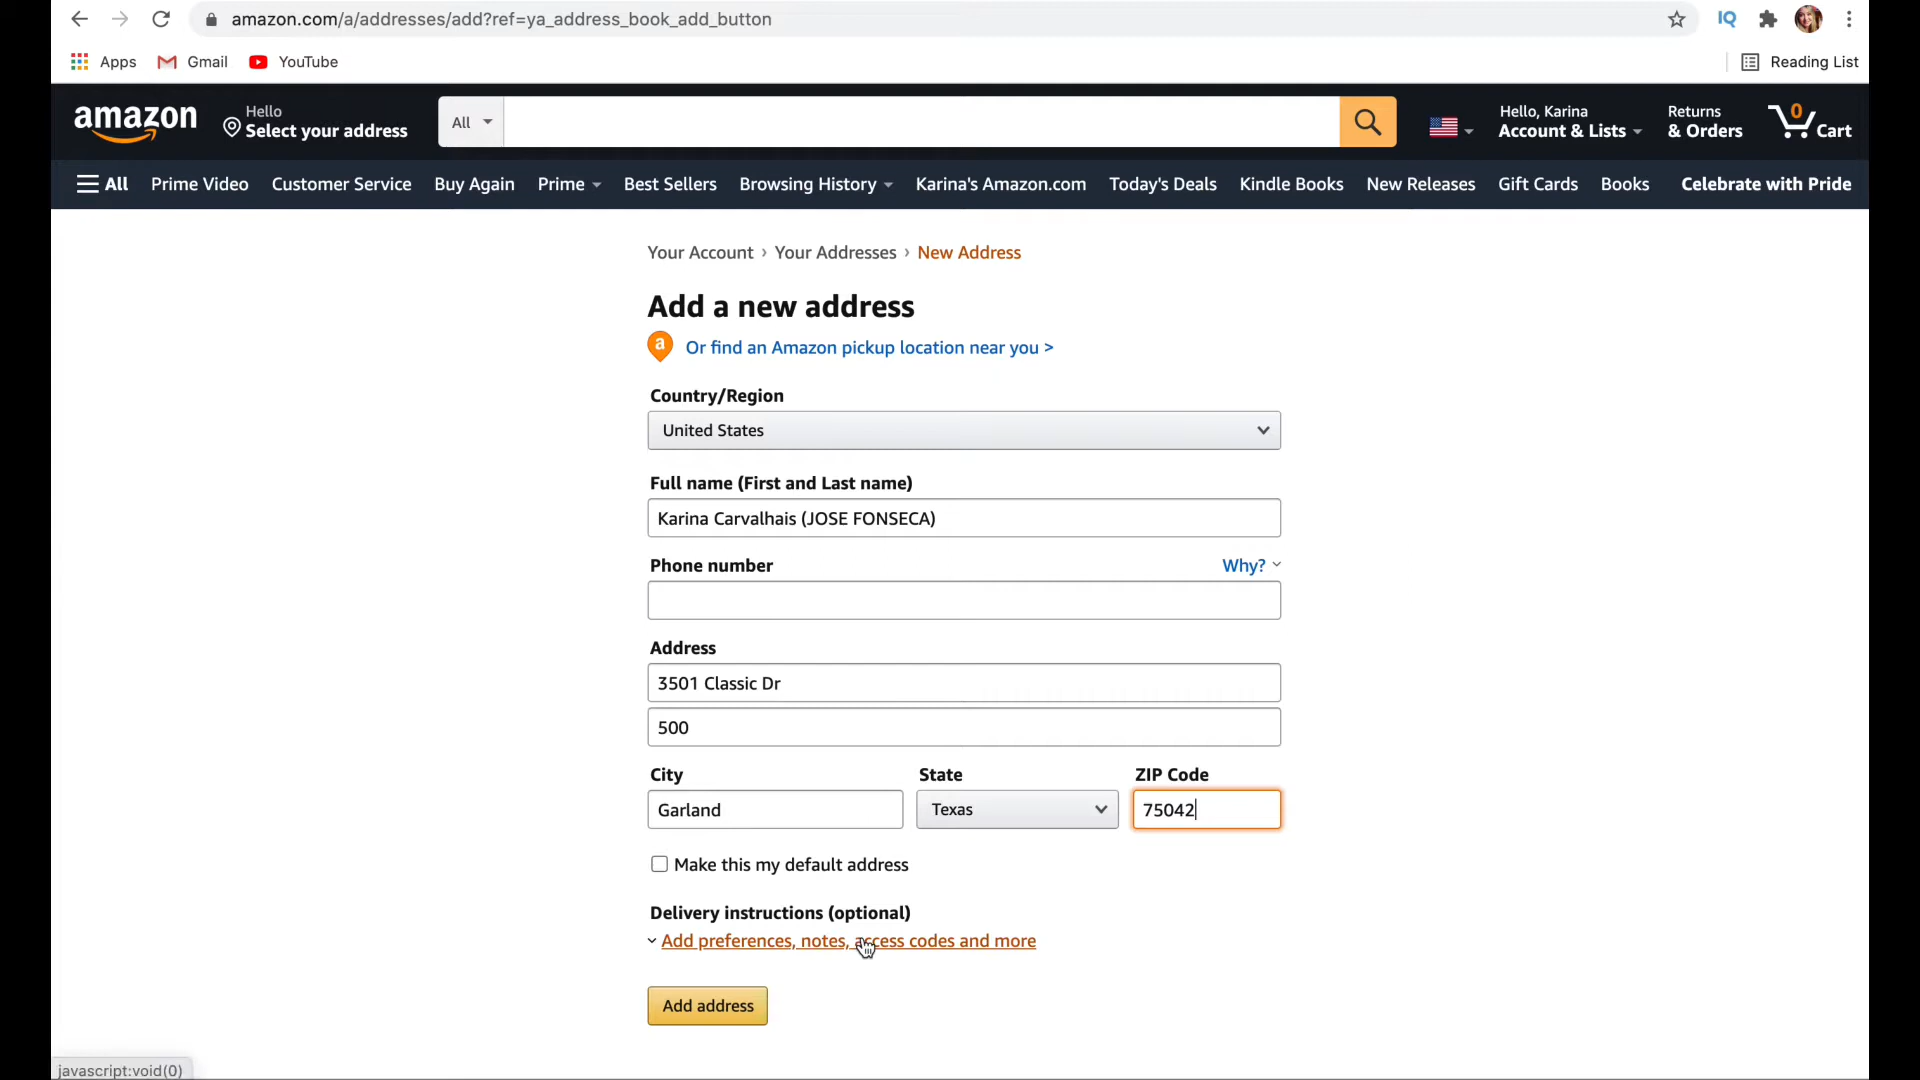 amazon.com/a/addresses/add?ref=ya_address_book_add_button
IQ
Apps Gmail YouTube Reading List
amazon
Hello
Select your address
All
Hello, Karina
Account & Lists
Returns
& Orders
0
Cart
All Prime Video Customer Service Buy Again Prime Best Sellers Browsing History Karina's Amazon.com Today's Deals Kindle Books New Releases Gift Cards Books Celebrate with Pride
Your Account › Your Addresses › New Address
Add a new address
a Or find an Amazon pickup location near you >
Country/Region
United States
Full name (First and Last name)
Karina Carvalhais (JOSE FONSECA)
Phone number Why?
Address
3501 Classic Dr
500
City State ZIP Code
Garland Texas 75042
Make this my default address
Delivery instructions (optional)
Add preferences, notes, access codes and more
Add address
javascript:void(0)